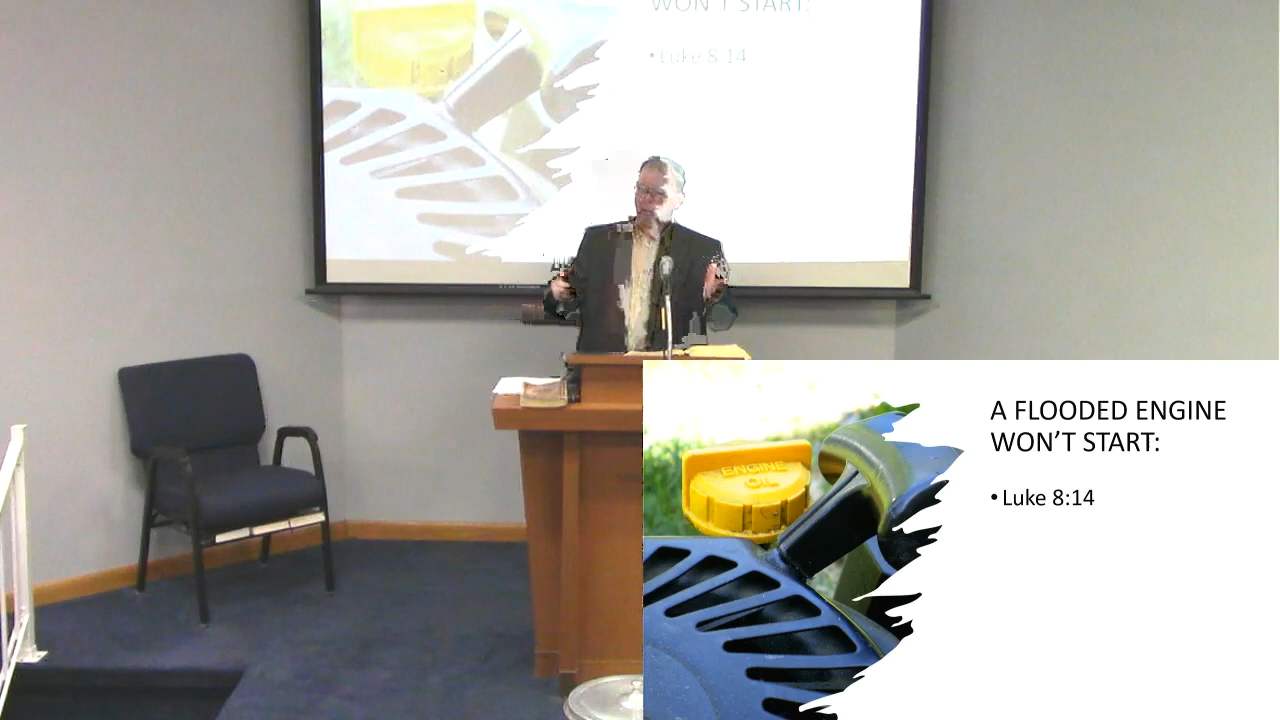 WON'T START:
• Luke 8:14
A FLOODED ENGINE
WON'T START:
• Luke 8:14
ENGINE
OIL